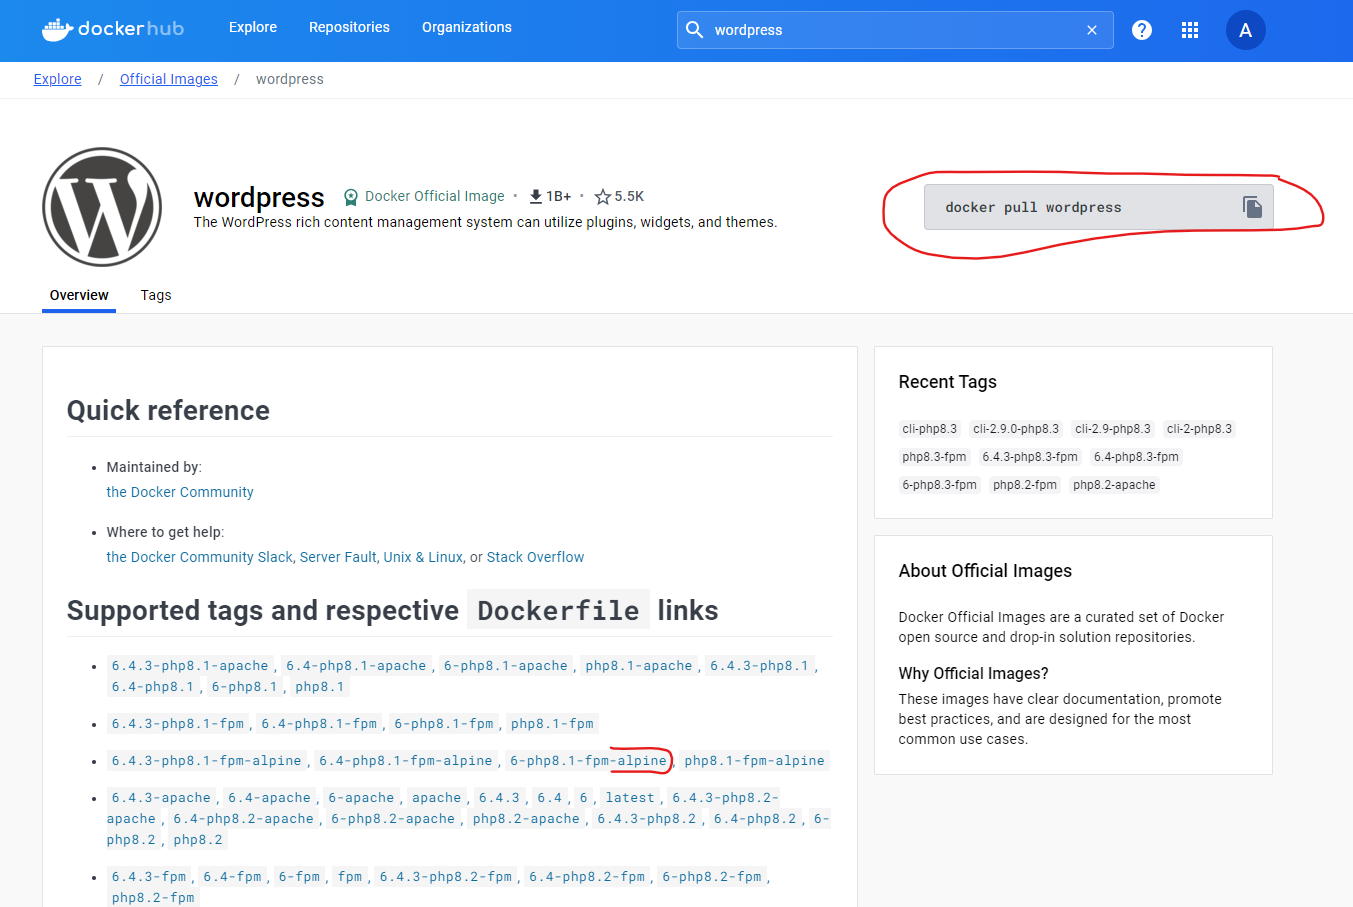 docker hub Explore Repositories Organizations wordpress A
Explore / Official Images / wordpress
wordpress Docker Official Image · 1B+ · 5.5K
The WordPress rich content management system can utilize plugins, widgets, and themes.
docker pull wordpress
Overview Tags
Quick reference
• Maintained by:
the Docker Community
• Where to get help:
the Docker Community Slack, Server Fault, Unix & Linux, or Stack Overflow
Supported tags and respective Dockerfile links
• 6.4.3-php8.1-apache, 6.4-php8.1-apache, 6-php8.1-apache, php8.1-apache, 6.4.3-php8.1,
6.4-php8.1, 6-php8.1, php8.1
• 6.4.3-php8.1-fpm, 6.4-php8.1-fpm, 6-php8.1-fpm, php8.1-fpm
• 6.4.3-php8.1-fpm-alpine, 6.4-php8.1-fpm-alpine, 6-php8.1-fpm-alpine, php8.1-fpm-alpine
• 6.4.3-apache, 6.4-apache, 6-apache, apache, 6.4.3, 6.4, 6, latest, 6.4.3-php8.2-
apache, 6.4-php8.2-apache, 6-php8.2-apache, php8.2-apache, 6.4.3-php8.2, 6.4-php8.2, 6-
php8.2, php8.2
• 6.4.3-fpm, 6.4-fpm, 6-fpm, fpm, 6.4.3-php8.2-fpm, 6.4-php8.2-fpm, 6-php8.2-fpm,
php8.2-fpm
Recent Tags
cli-php8.3 cli-2.9.0-php8.3 cli-2.9-php8.3 cli-2-php8.3
php8.3-fpm 6.4.3-php8.3-fpm 6.4-php8.3-fpm
6-php8.3-fpm php8.2-fpm php8.2-apache
About Official Images
Docker Official Images are a curated set of Docker
open source and drop-in solution repositories.
Why Official Images?
These images have clear documentation, promote
best practices, and are designed for the most
common use cases.